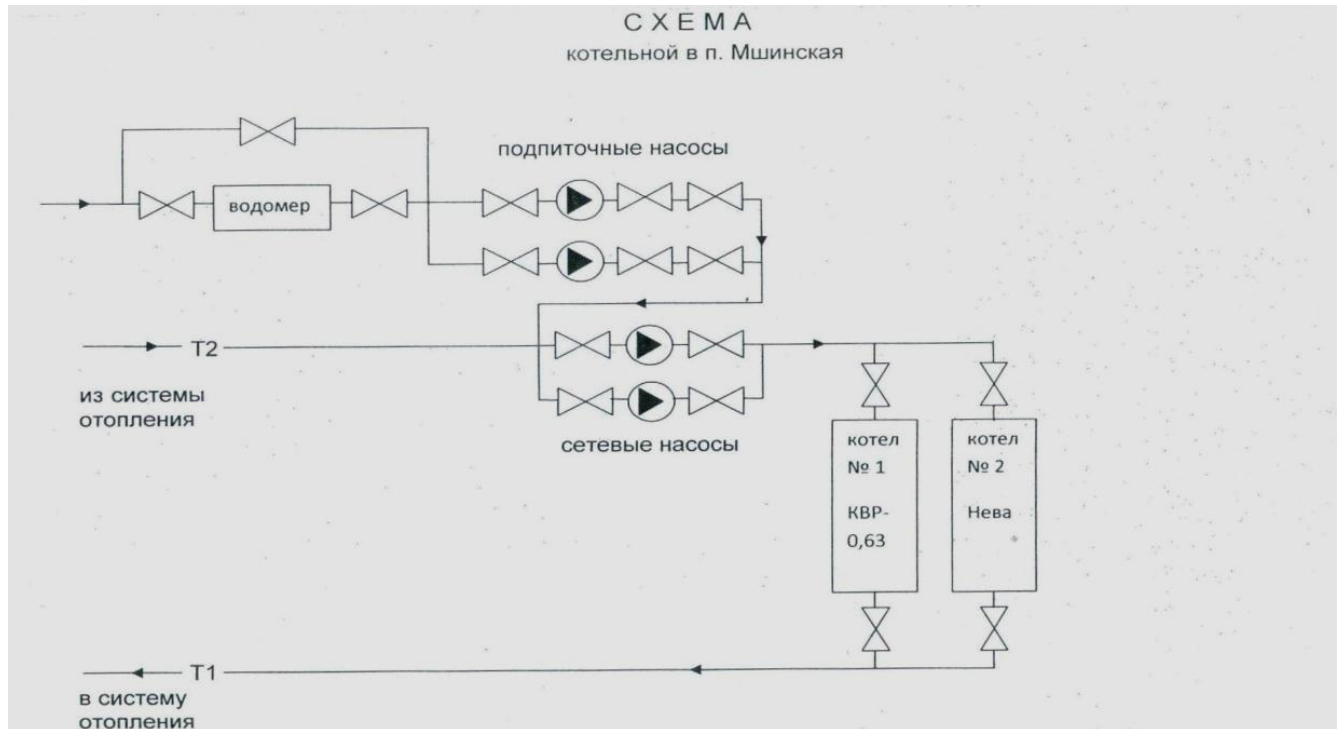 СХЕМА
котельной в п. Мшинская
подпиточные насосы
водомер
Т2
из системы
отопления
сетевые насосы
котел
№ 1
КВР-
0,63
котел
№ 2
Нева
Т1
в систему
отопления